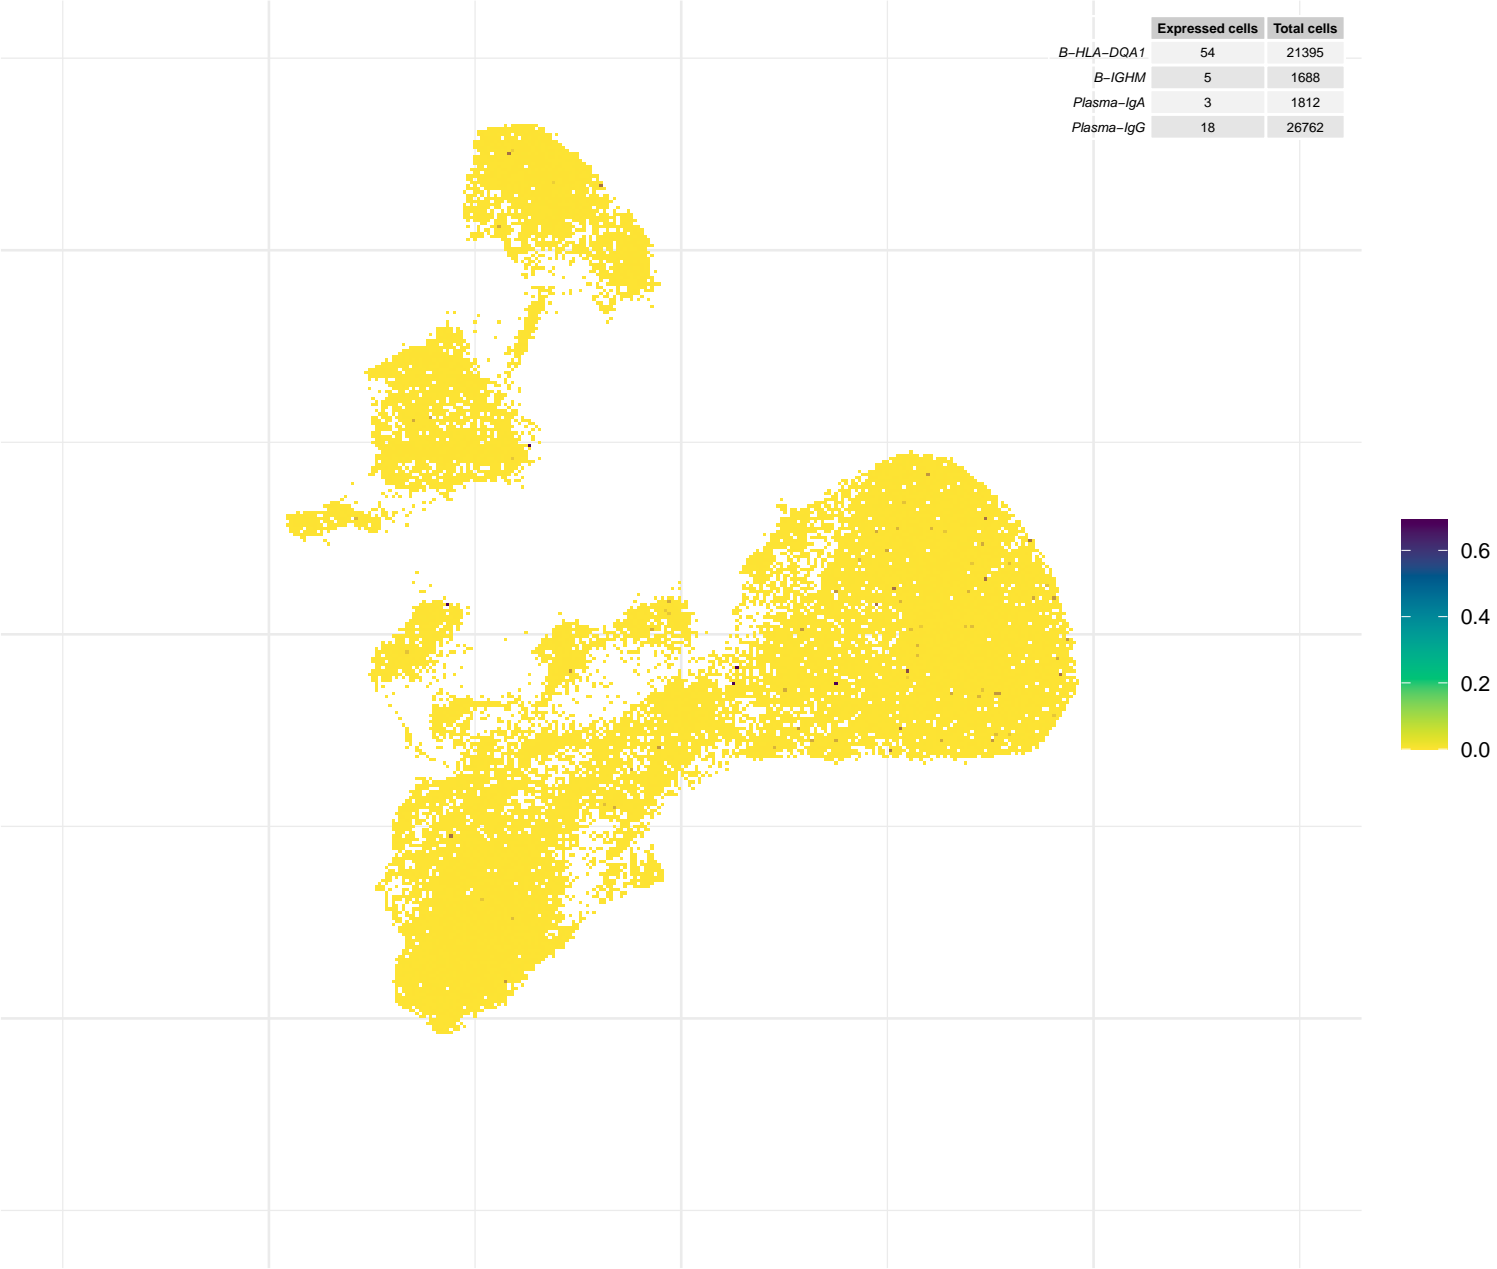 Expressed cells Total cells
B−HLA−DQA1 54 21395
B−IGHM 5 1688
Plasma−IgA 3 1812
Plasma−IgG 18 26762
0.6
0.4
0.2
0.0